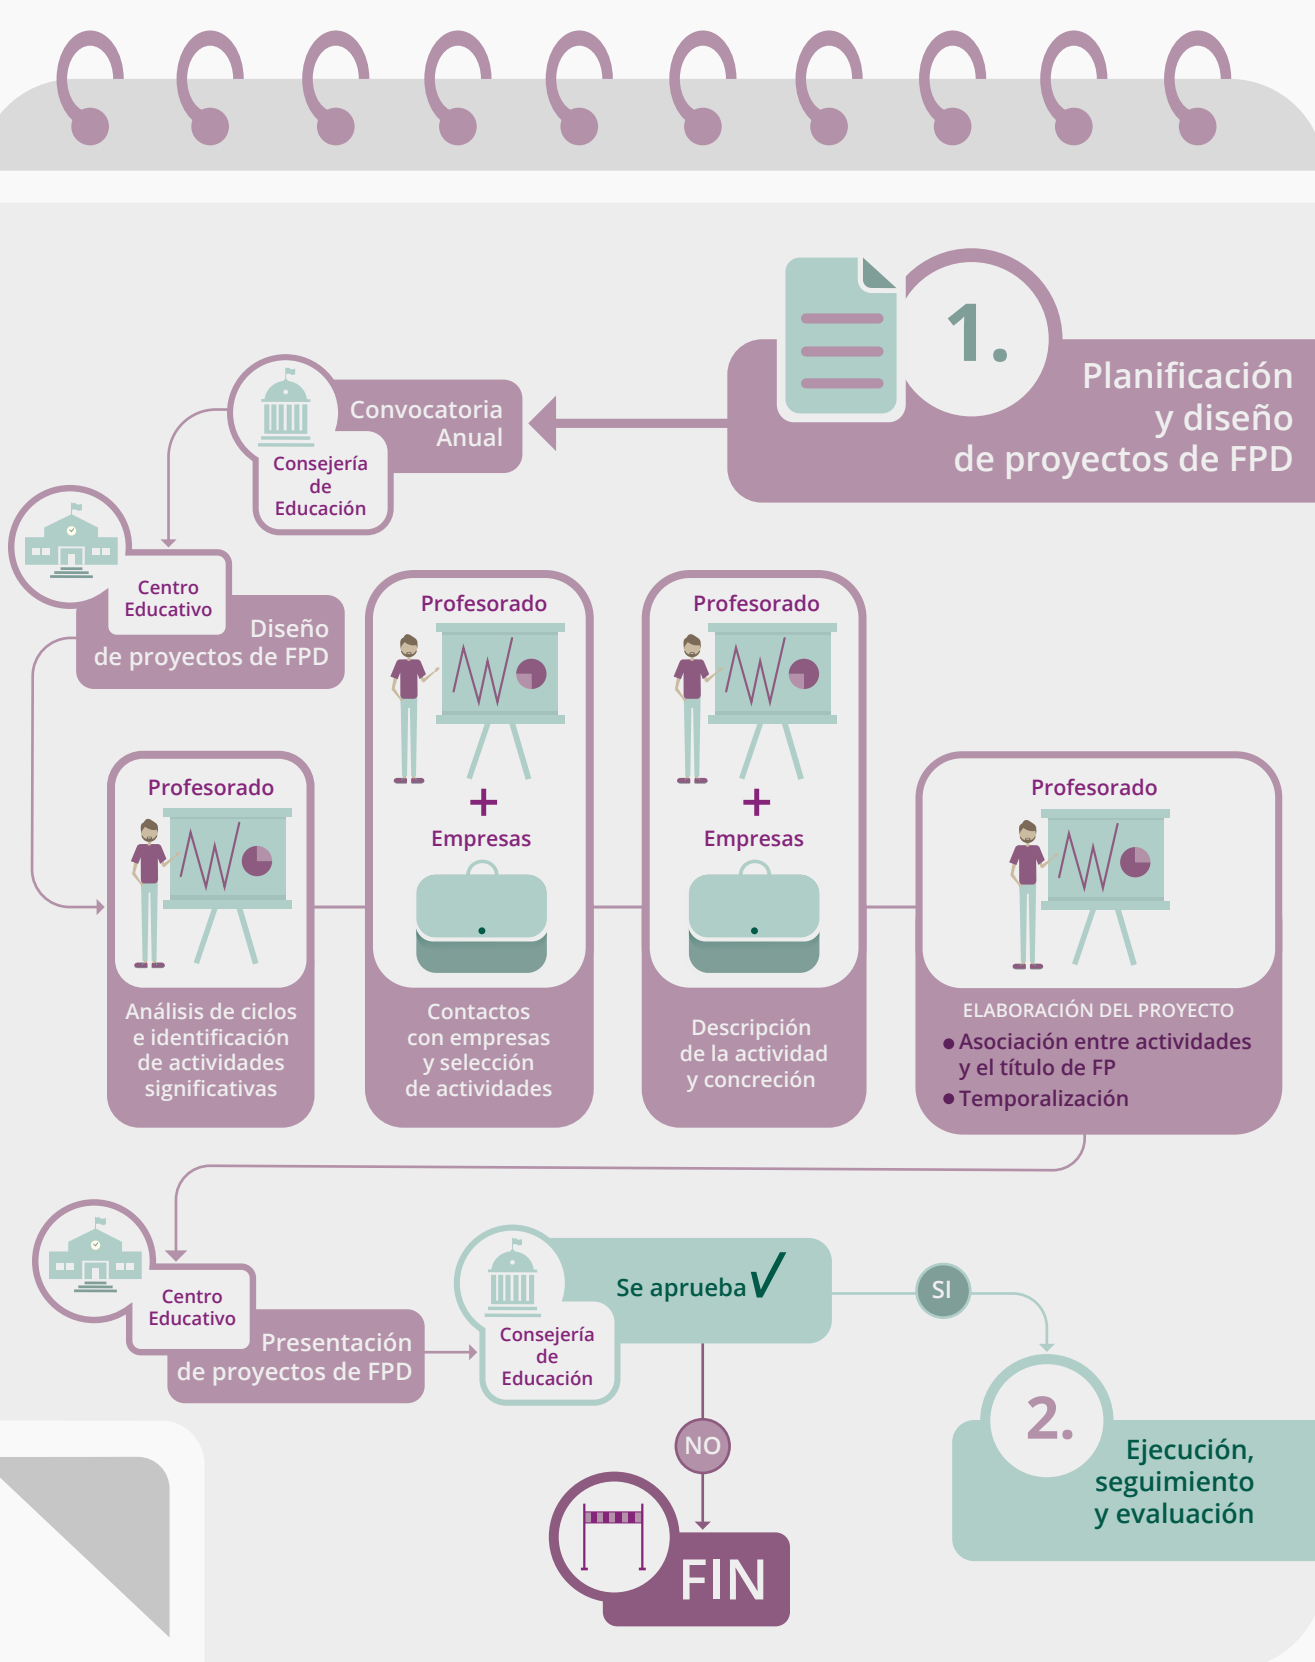 1.
Planificación
y diseño
de proyectos de FPD
Convocatoria
Anual
Consejería
de
Educación
Centro
Educativo
Diseño
de proyectos de FPD
Profesorado
Análisis de ciclos
e identificación
de actividades
significativas
Profesorado
+
Empresas
Contactos
con empresas
y selección
de actividades
Profesorado
+
Empresas
Descripción
de la actividad
y concreción
Profesorado
ELABORACIÓN DEL PROYECTO
• Asociación entre actividades
y el título de FP
• Temporalización
Centro
Educativo
Presentación
de proyectos de FPD
Consejería
de
Educación
Se aprueba ✓
SI
NO
FIN
2.
Ejecución,
seguimiento
y evaluación